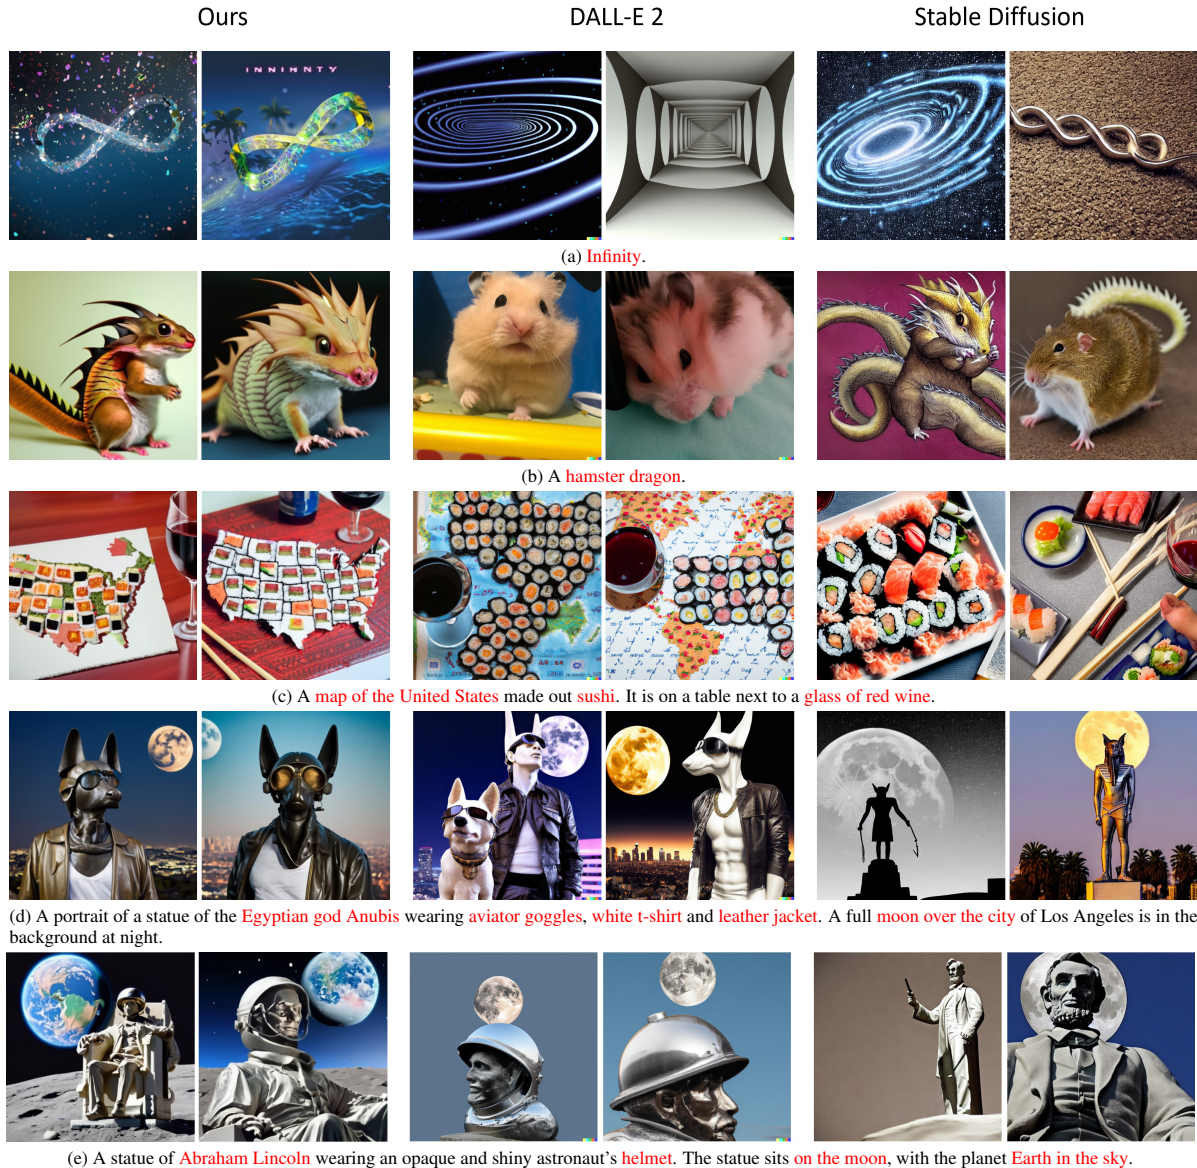 Ours DALL-E 2 Stable Diffusion
INNIHNTY
(a) Infinity.
(b) A hamster dragon.
(c) A map of the United States made out sushi. It is on a table next to a glass of red wine.
(d) A portrait of a statue of the Egyptian god Anubis wearing aviator goggles, white t-shirt and leather jacket. A full moon over the city of Los Angeles is in the
background at night.
(e) A statue of Abraham Lincoln wearing an opaque and shiny astronaut's helmet. The statue sits on the moon, with the planet Earth in the sky.